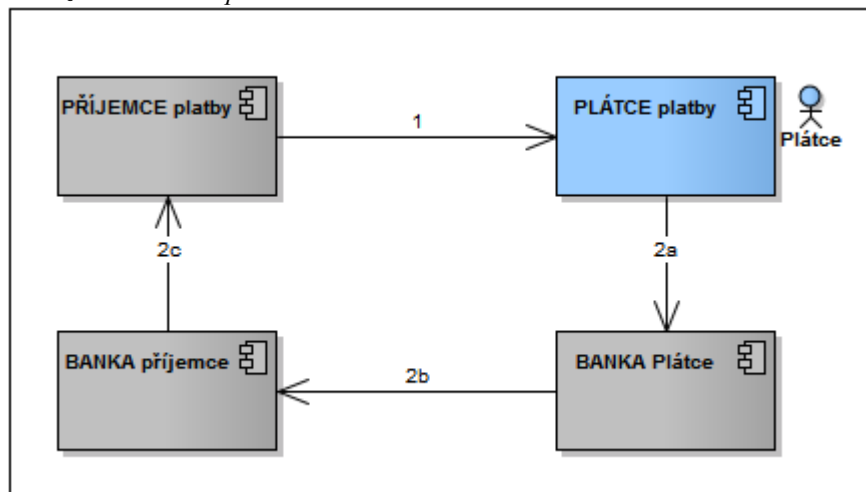 PŘÍJEMCE platby
1
PLÁTCE platby
Plátce
2c
2a
BANKA příjemce
2b
BANKA Plátce